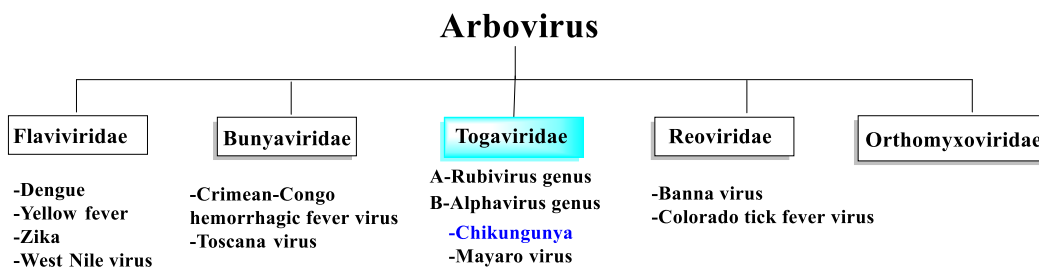 Arbovirus
Flaviviridae
-Dengue
-Yellow fever
-Zika
-West Nile virus
Bunyaviridae
-Crimean-Congo
hemorrhagic fever virus
-Toscana virus
Togaviridae
A-Rubivirus genus
B-Alphavirus genus
-Chikungunya
-Mayaro virus
Reoviridae
-Banna virus
-Colorado tick fever virus
Orthomyxoviridae